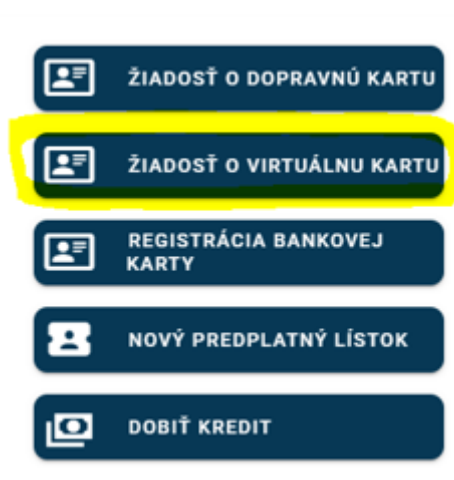 ŽIADOSŤ O DOPRAVNÚ KARTU
ŽIADOSŤ O VIRTUÁLNU KARTU
REGISTRÁCIA BANKOVEJ
KARTY
NOVÝ PREDPLATNÝ LÍSTOK
DOBIŤ KREDIT